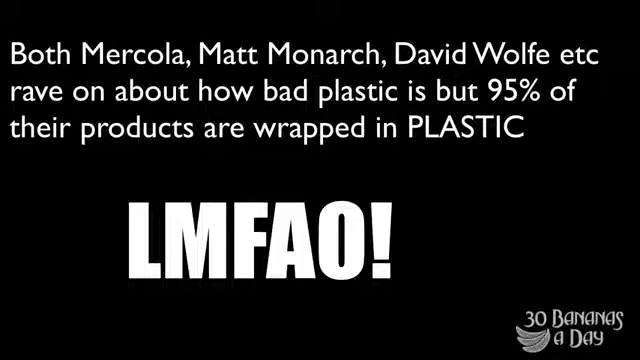 Both Mercola, Matt Monarch, David Wolfe etc
rave on about how bad plastic is but 95% of
their products are wrapped in PLASTIC
LMFAO!
30 BANANAS
A DAY